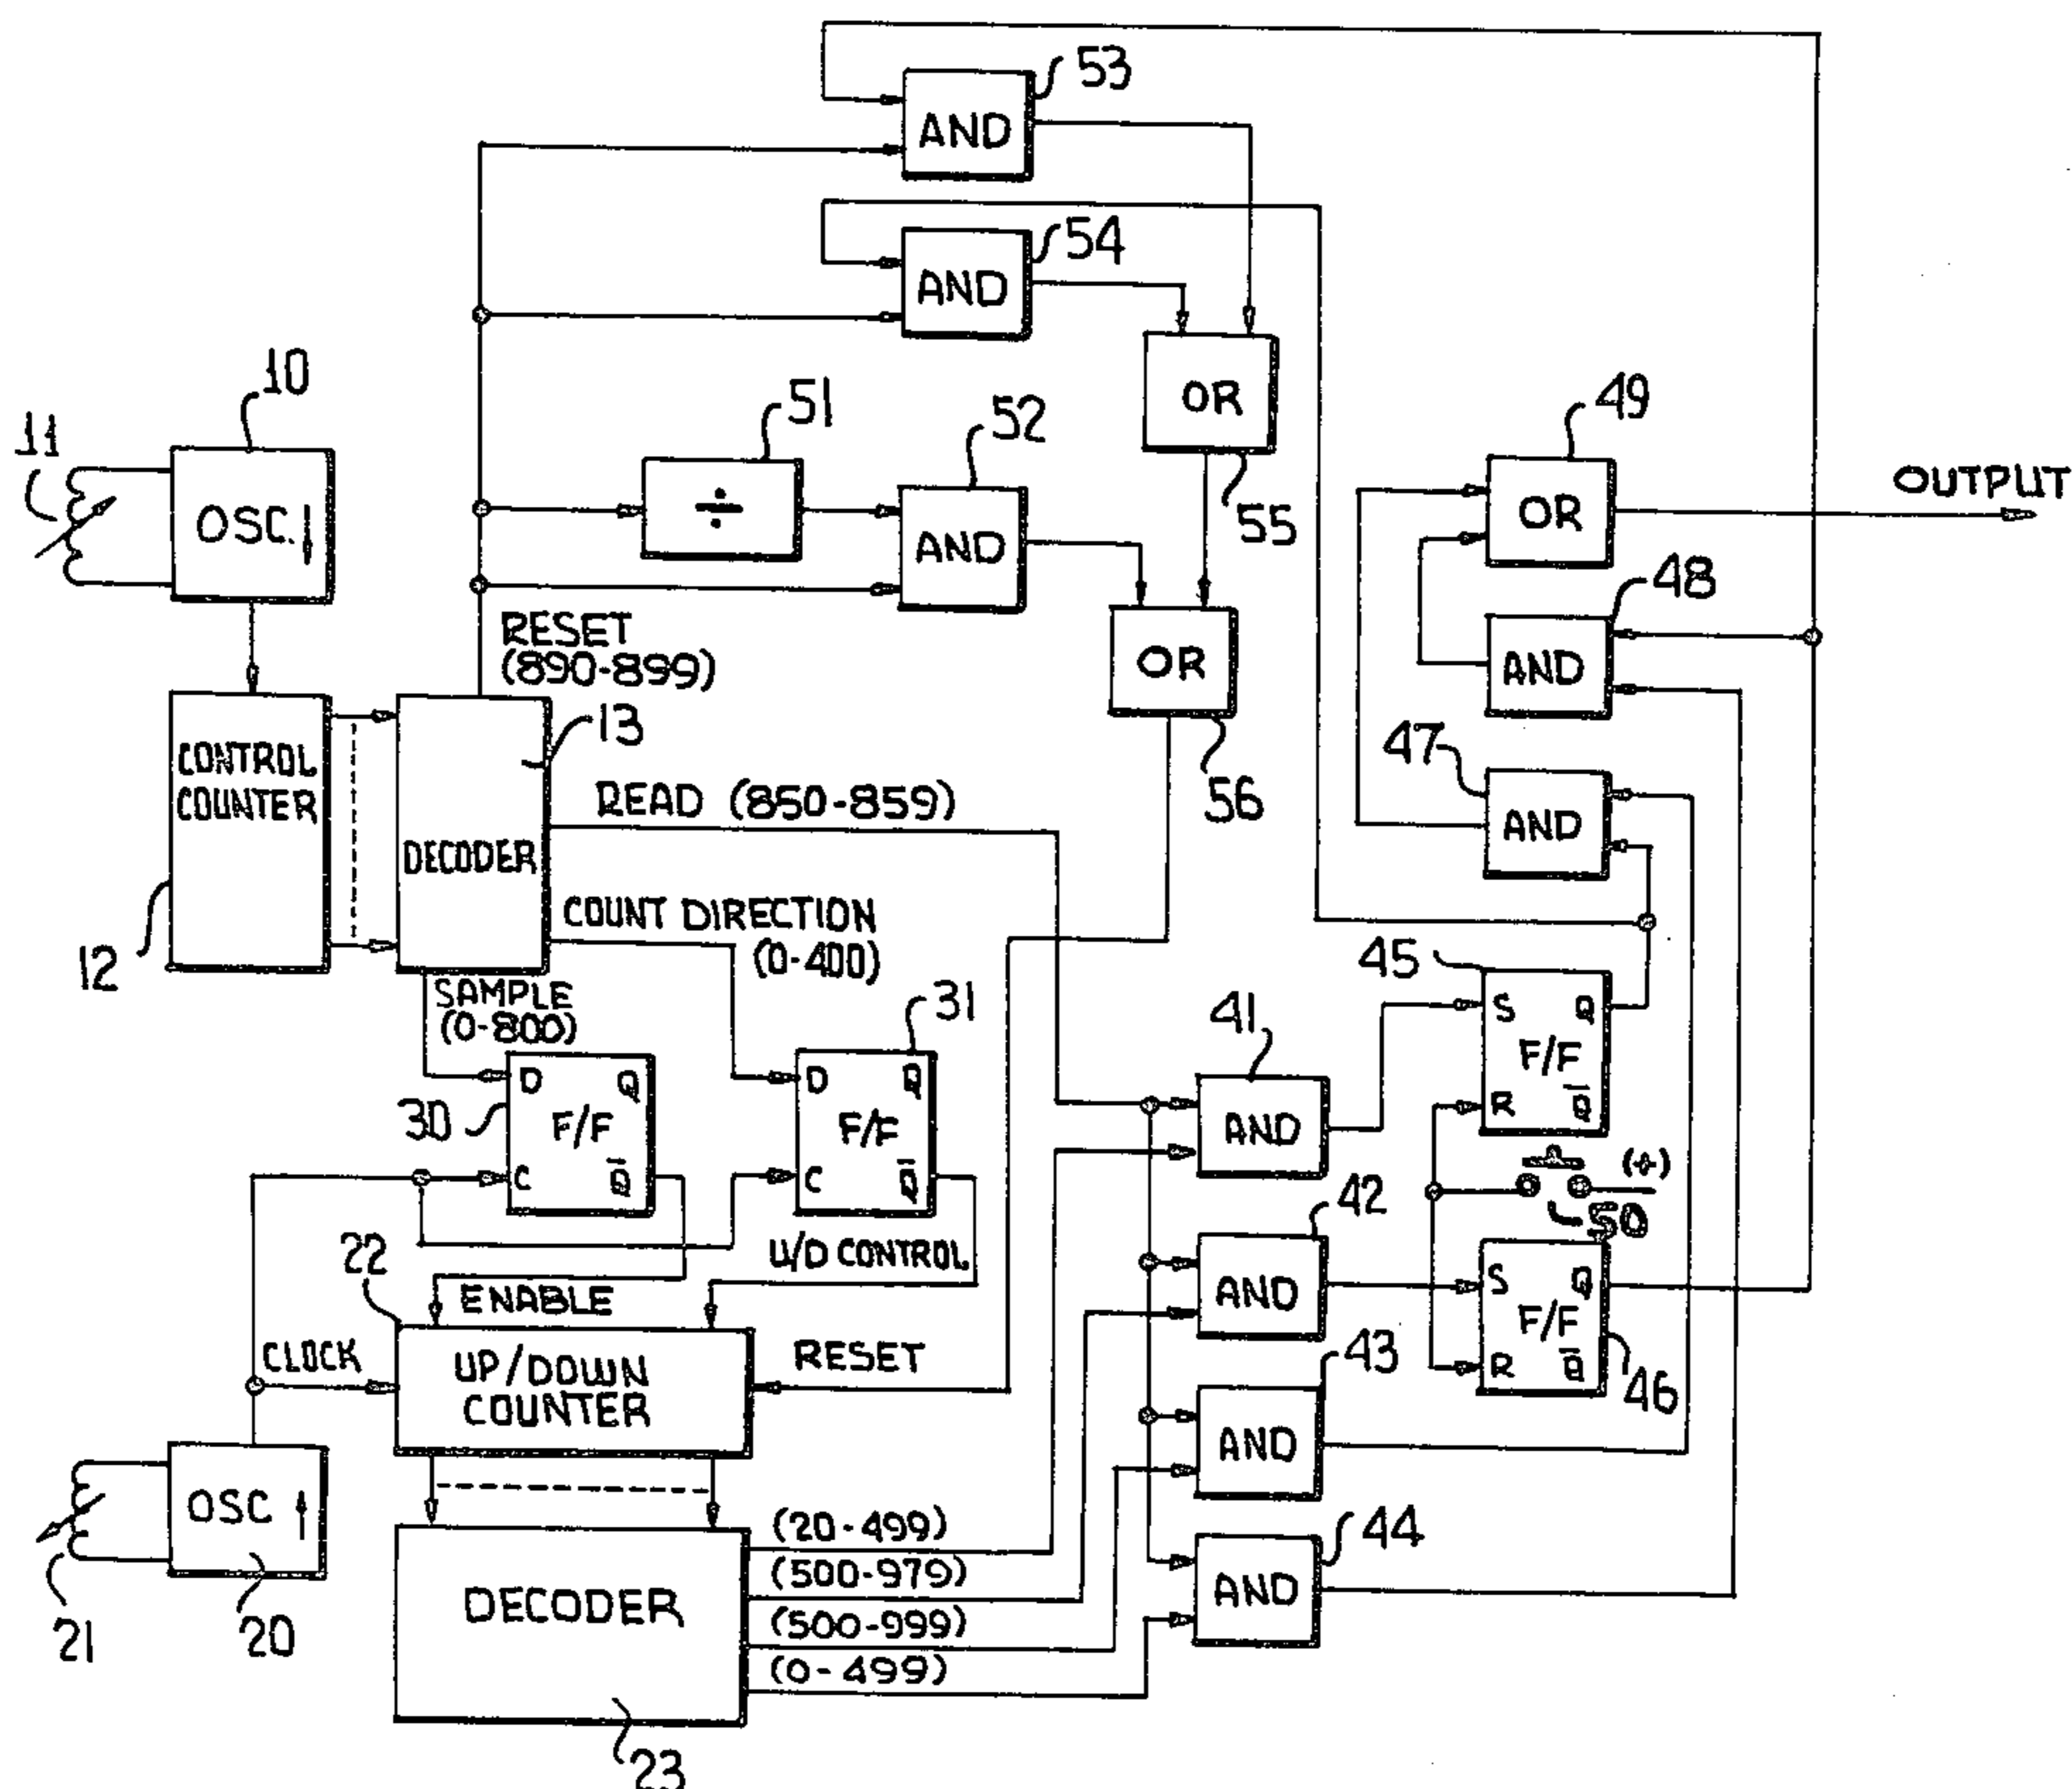 53
AND
54
AND
10
11
OSC.
51
÷
52
AND
OR
55
49
OR
OUTPUT
48
AND
RESET
(890-899)
OR
56
13
CONTROL
COUNTER
12
DECODER
READ (850-859)
47
AND
COUNT DIRECTION
(0-400)
SAMPLE
(0-800)
31
30
D Q
F/F
C Q̅
D Q
F/F
C Q̅
45
S Q
F/F
R Q̅
41
AND
(+)
50
42
AND
S Q
F/F
R Q̅
46
22
ENABLE
U/D CONTROL
CLOCK
UP/DOWN
COUNTER
RESET
43
AND
OSC
21
20
44
AND
DECODER
23
(20-499)
(500-979)
(500-999)
(0-499)